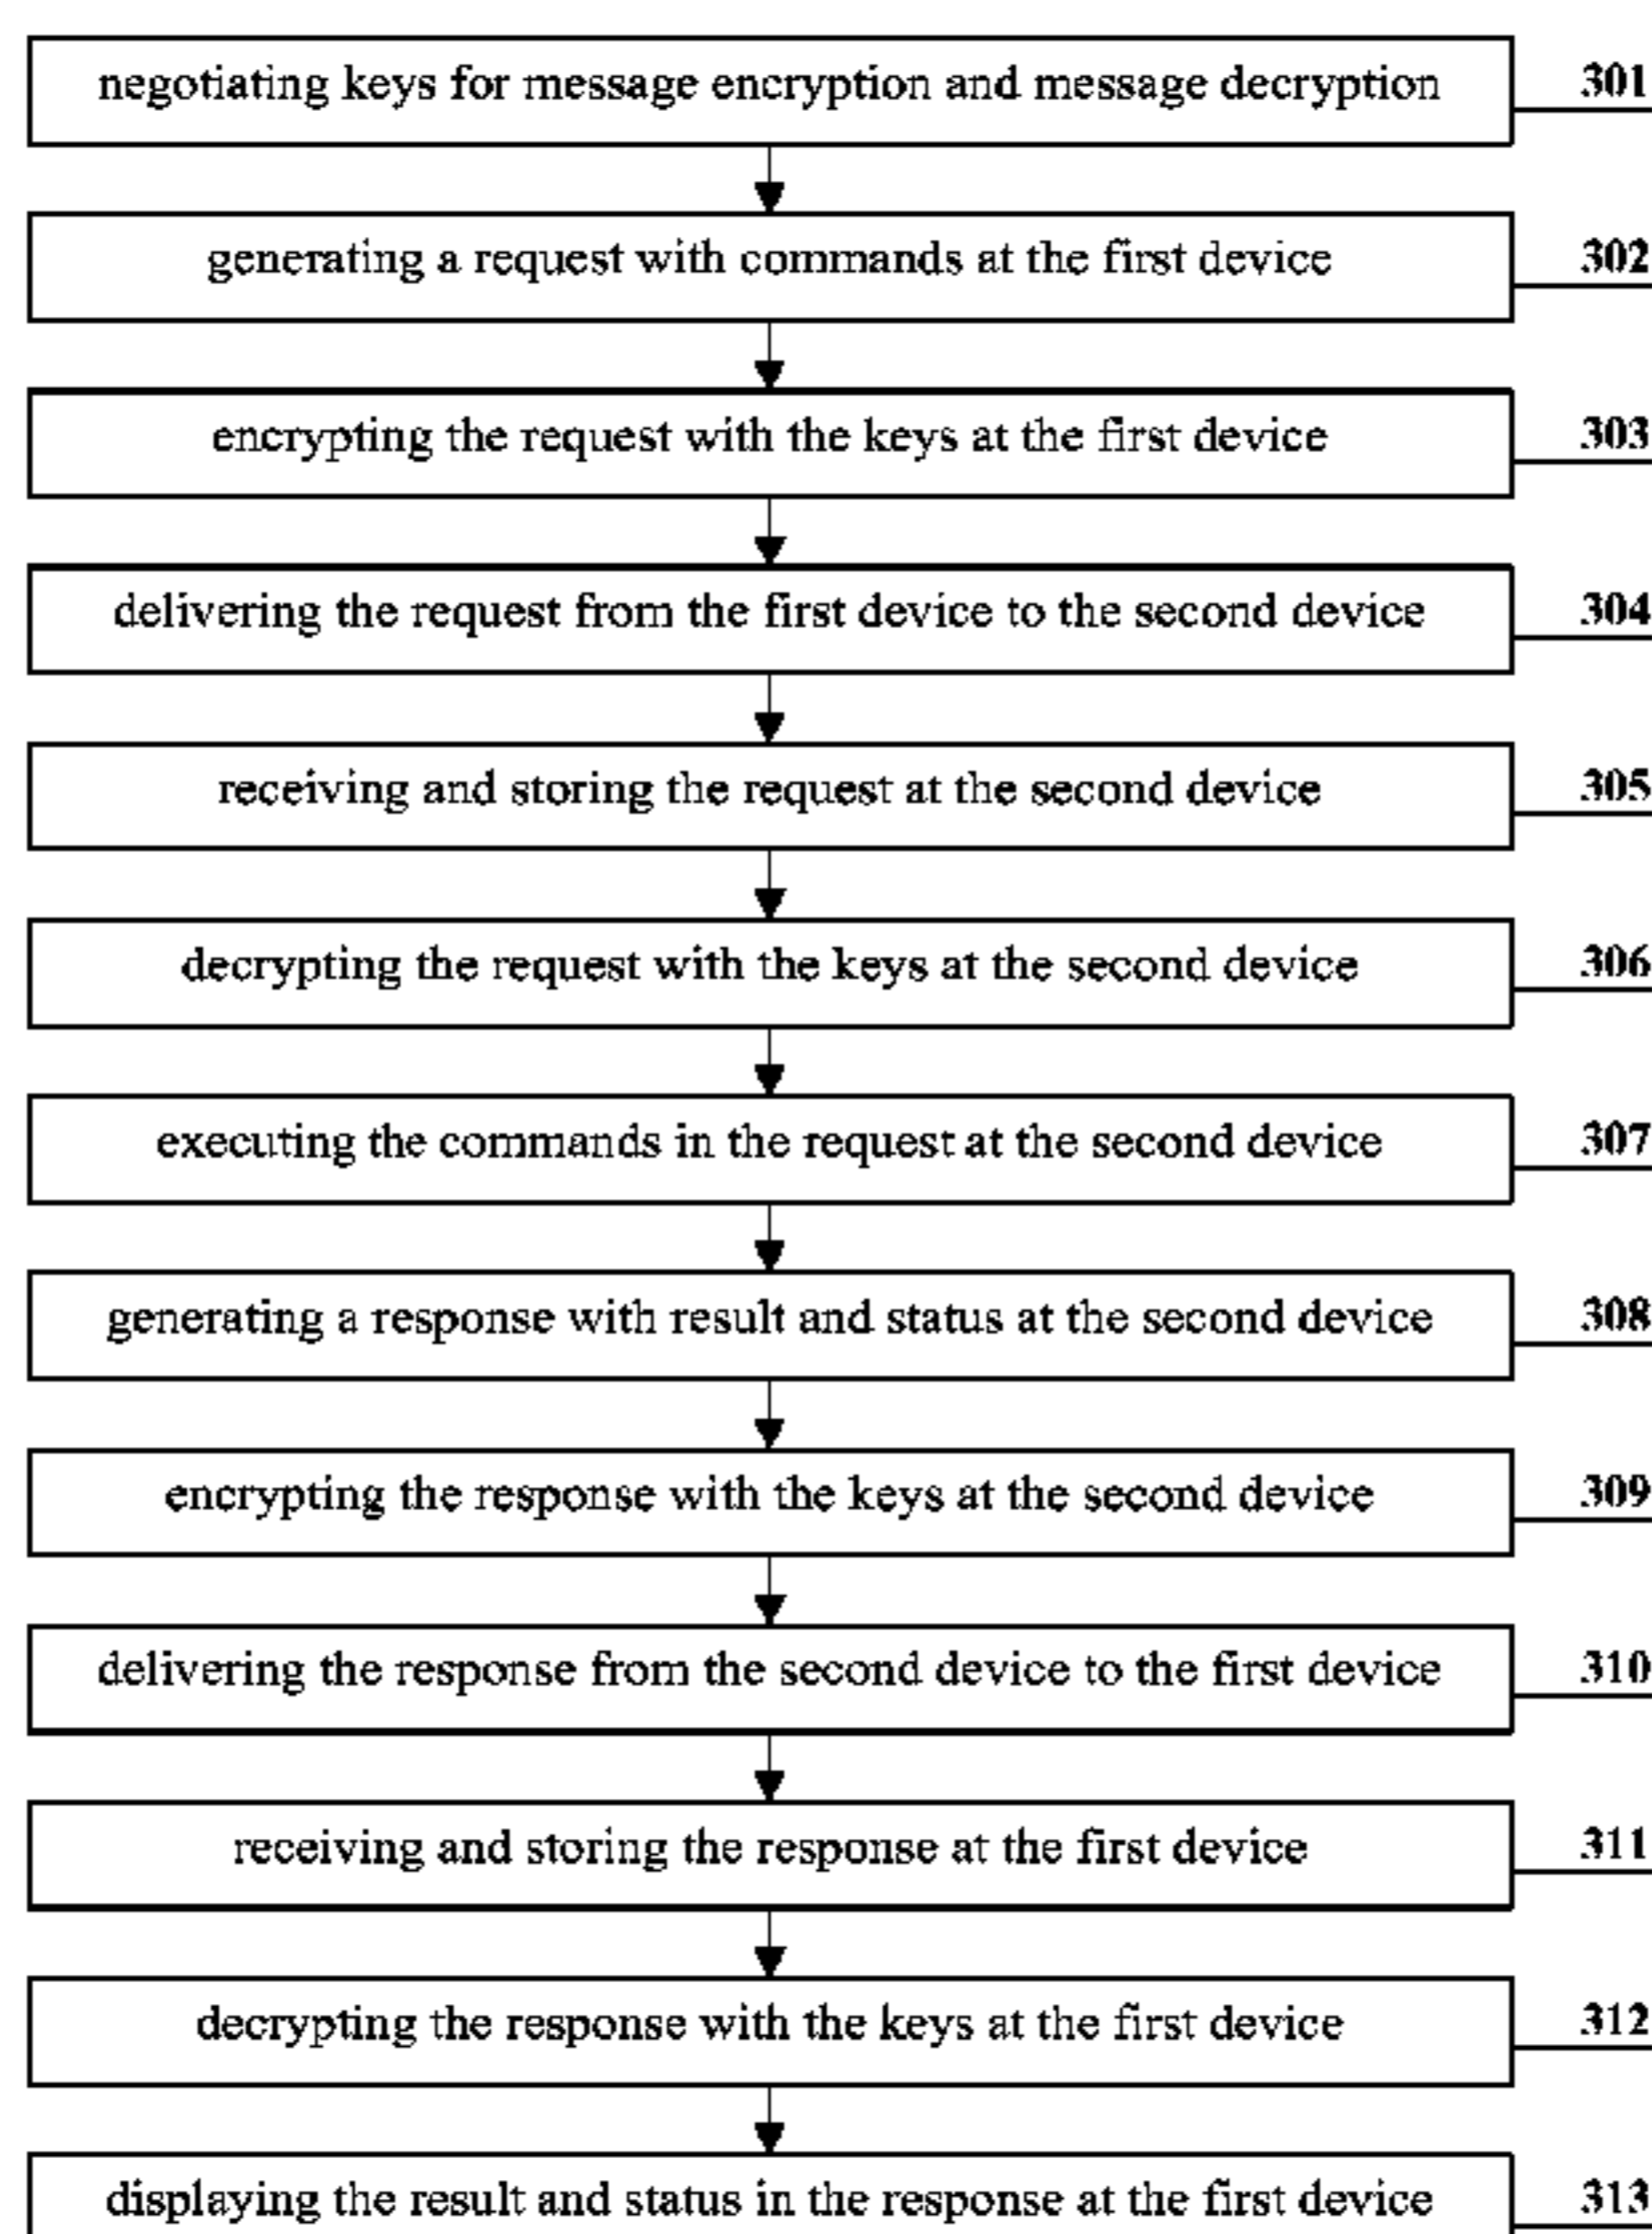 negotiating keys for message encryption and message decryption 301
generating a request with commands at the first device 302
encrypting the request with the keys at the first device 303
delivering the request from the first device to the second device 304
receiving and storing the request at the second device 305
decrypting the request with the keys at the second device 306
executing the commands in the request at the second device 307
generating a response with result and status at the second device 308
encrypting the response with the keys at the second device 309
delivering the response from the second device to the first device 310
receiving and storing the response at the first device 311
decrypting the response with the keys at the first device 312
displaying the result and status in the response at the first device 313